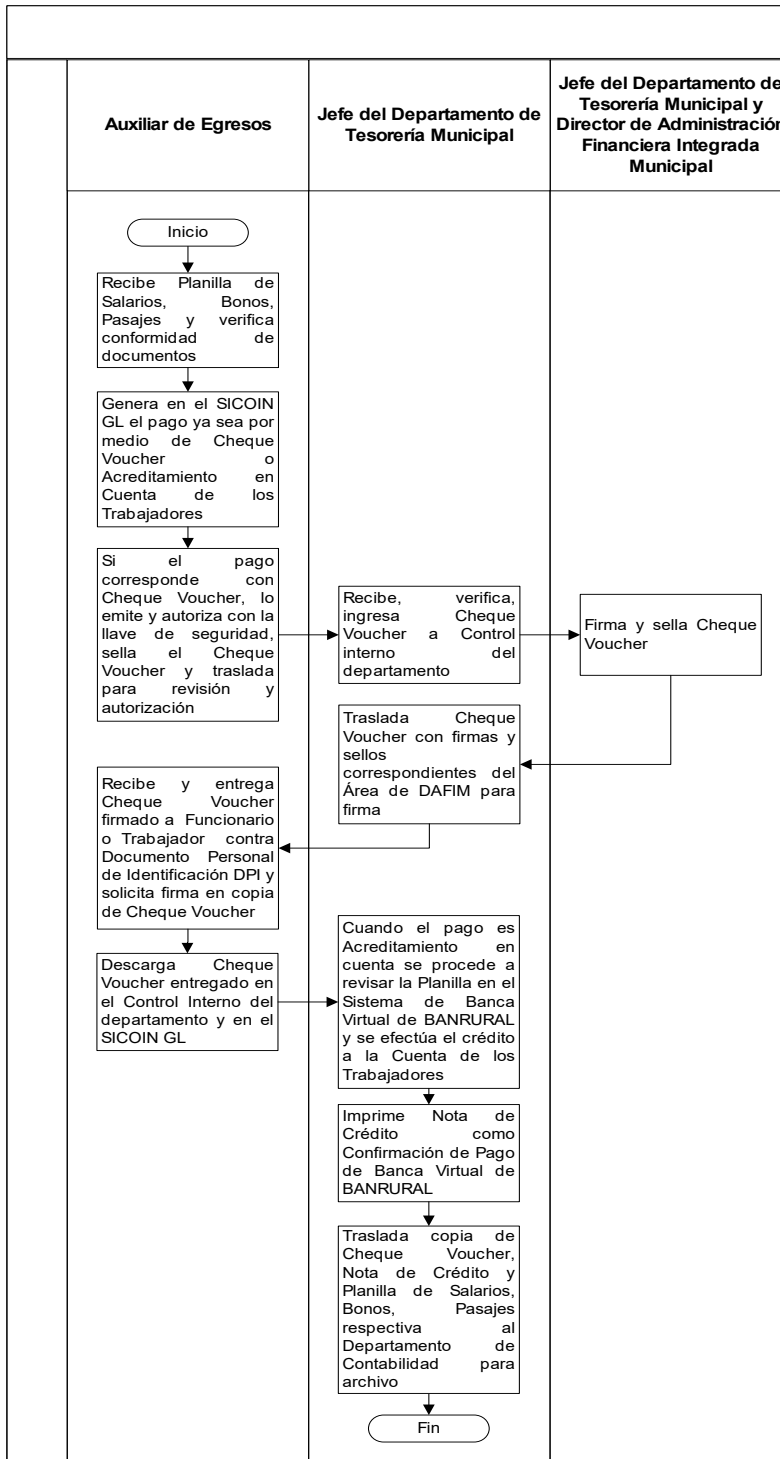 Auxiliar de Egresos
Jefe del Departamento de
Tesorería Municipal
Jefe del Departamento de
Tesorería Municipal y
Director de Administración
Financiera Integrada
Municipal
Inicio
Recibe Planilla de
Salarios, Bonos,
Pasajes y verifica
conformidad de
documentos
Genera en el SICOIN
GL el pago ya sea por
medio de Cheque
Voucher o
Acreditamiento en
Cuenta de los
Trabajadores
Si el pago
corresponde con
Cheque Voucher, lo
emite y autoriza con la
llave de seguridad,
sella el Cheque
Voucher y traslada
para revisión y
autorización
Recibe, verifica,
ingresa Cheque
Voucher a Control
interno del
departamento
Firma y sella Cheque
Voucher
Traslada Cheque
Voucher con firmas y
sellos
correspondientes del
Área de DAFIM para
firma
Recibe y entrega
Cheque Voucher
firmado a Funcionario
o Trabajador contra
Documento Personal
de Identificación DPI y
solicita firma en copia
de Cheque Voucher
Descarga Cheque
Voucher entregado en
el Control Interno del
departamento y en el
SICOIN GL
Cuando el pago es
Acreditamiento en
cuenta se procede a
revisar la Planilla en el
Sistema de Banca
Virtual de BANRURAL
y se efectúa el crédito
a la Cuenta de los
Trabajadores
Imprime Nota de
Crédito como
Confirmación de Pago
de Banca Virtual de
BANRURAL
Traslada copia de
Cheque Voucher,
Nota de Crédito y
Planilla de Salarios,
Bonos, Pasajes
respectiva al
Departamento de
Contabilidad para
archivo
Fin